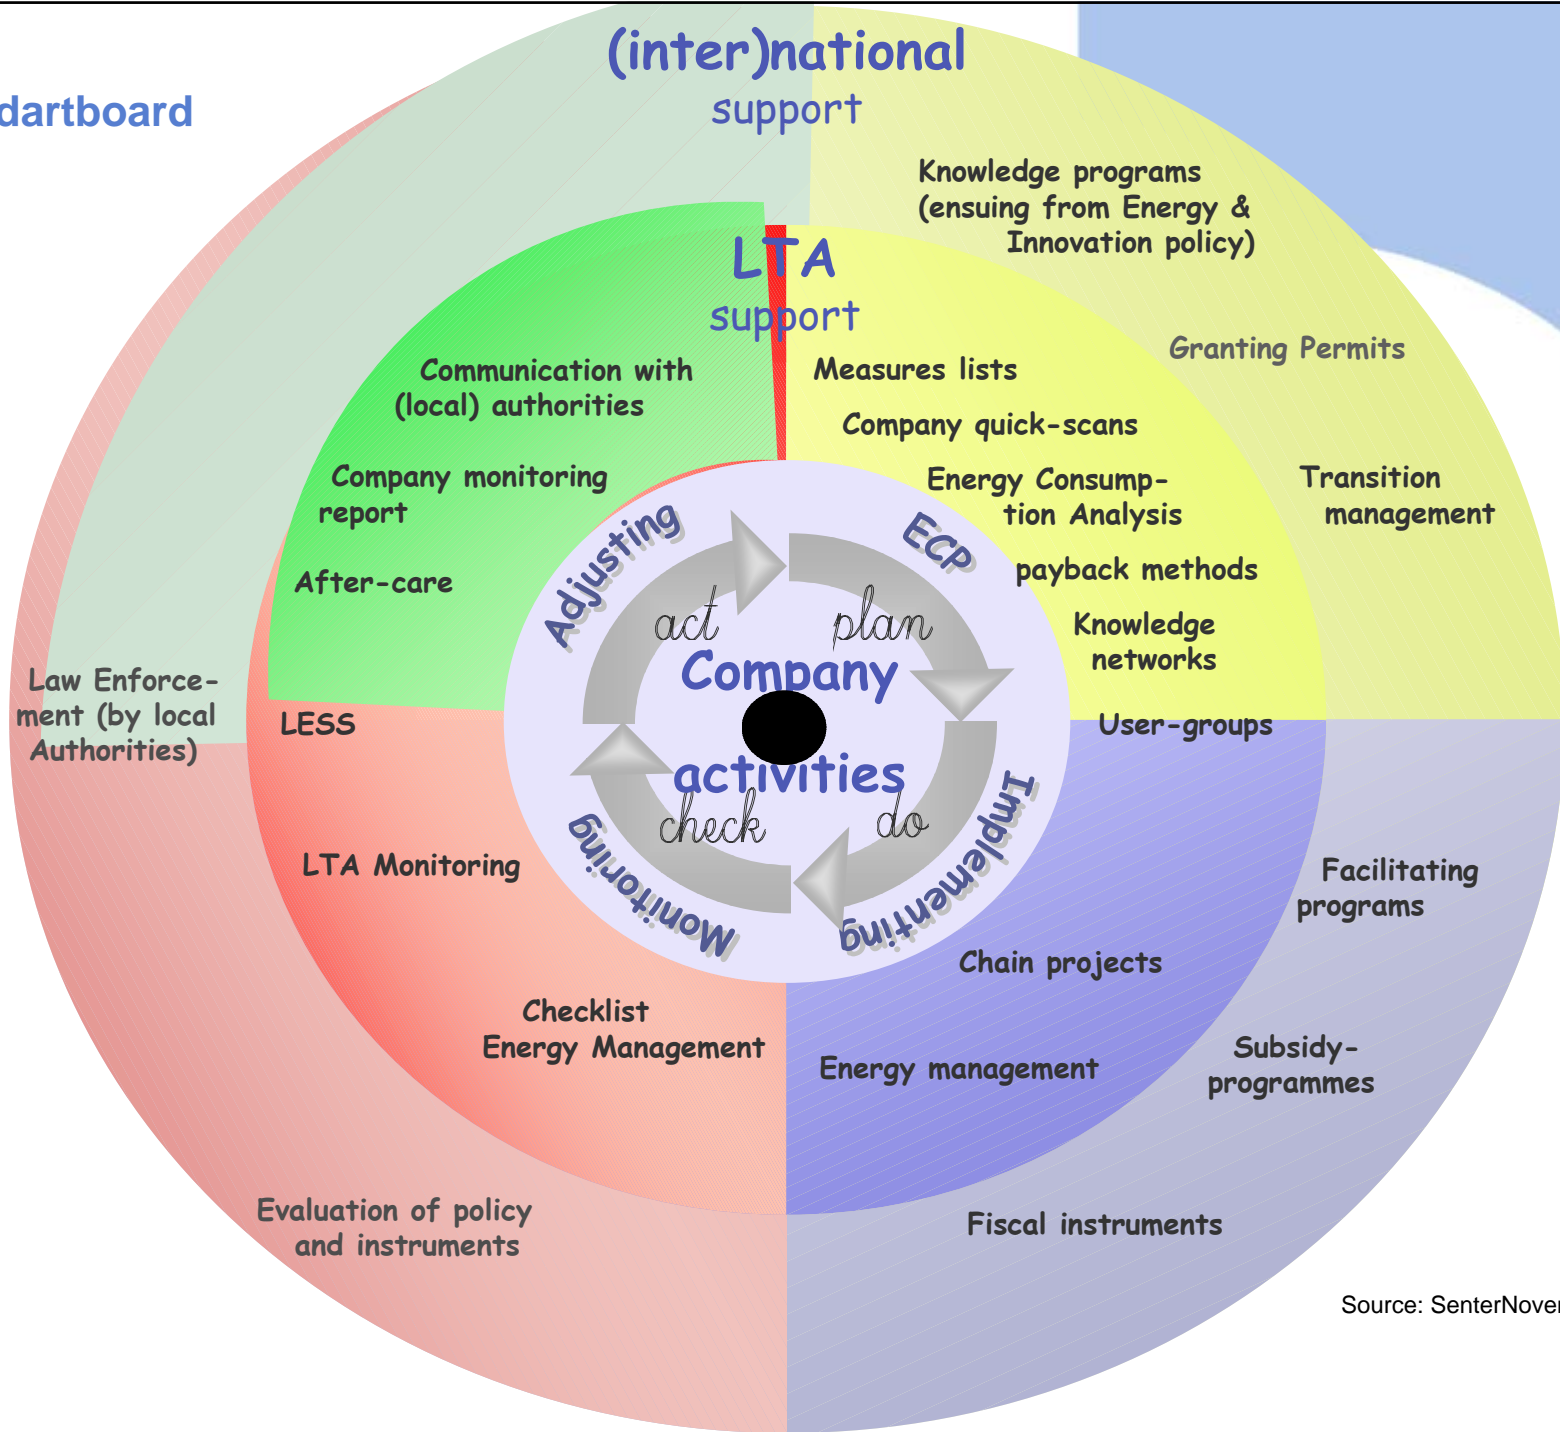 dartboard
(inter)national
support
Knowledge programs
(ensuing from Energy &
Innovation policy)
Granting Permits
Transition
management
LTA
support
Communication with
(local) authorities
Company monitoring
report
After-care
Measures lists
Company quick-scans
Energy Consump-
tion Analysis
payback methods
Knowledge
networks
User-groups
Adjusting
ECP
Implementing
Monitoring
act
plan
do
check
Company
activities
Law Enforce-
ment (by local
Authorities)
LESS
LTA Monitoring
Checklist
Energy Management
Chain projects
Energy management
Facilitating
programs
Subsidy-
programmes
Fiscal instruments
Evaluation of policy
and instruments
Source: SenterNover